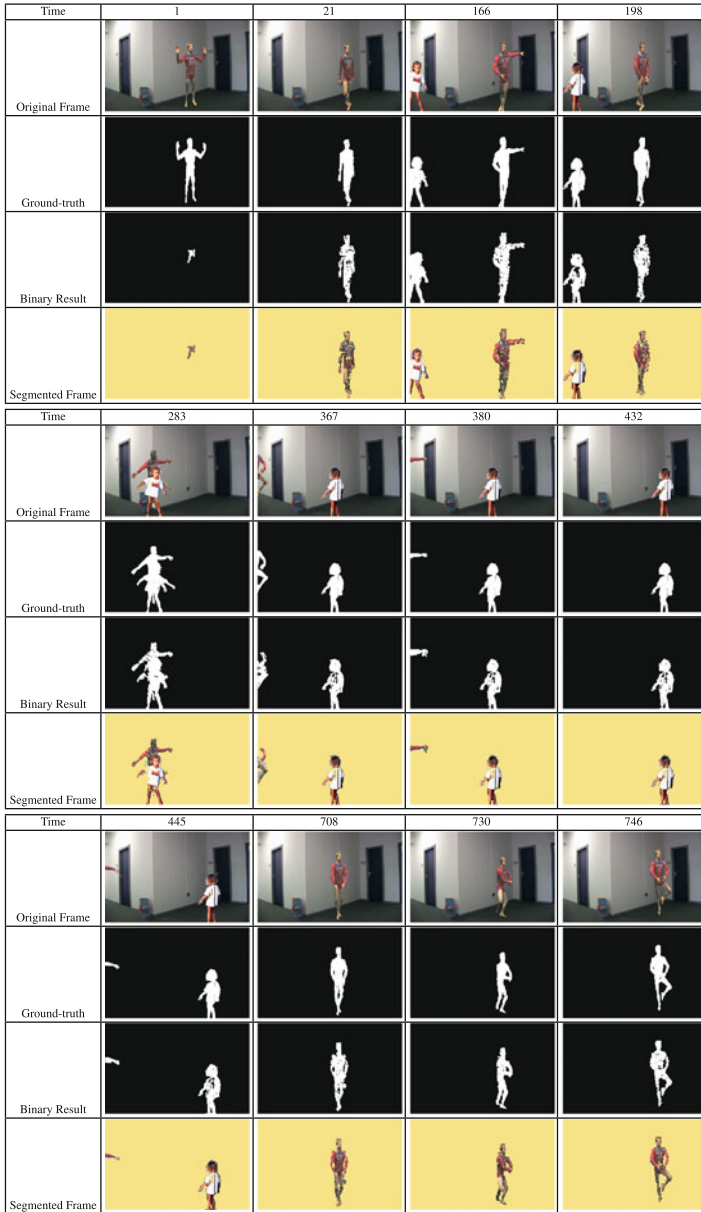 Time 1 21 166 198
Original Frame
Ground-truth
Binary Result
Segmented Frame
Time 283 367 380 432
Original Frame
Ground-truth
Binary Result
Segmented Frame
Time 445 708 730 746
Original Frame
Ground-truth
Binary Result
Segmented Frame